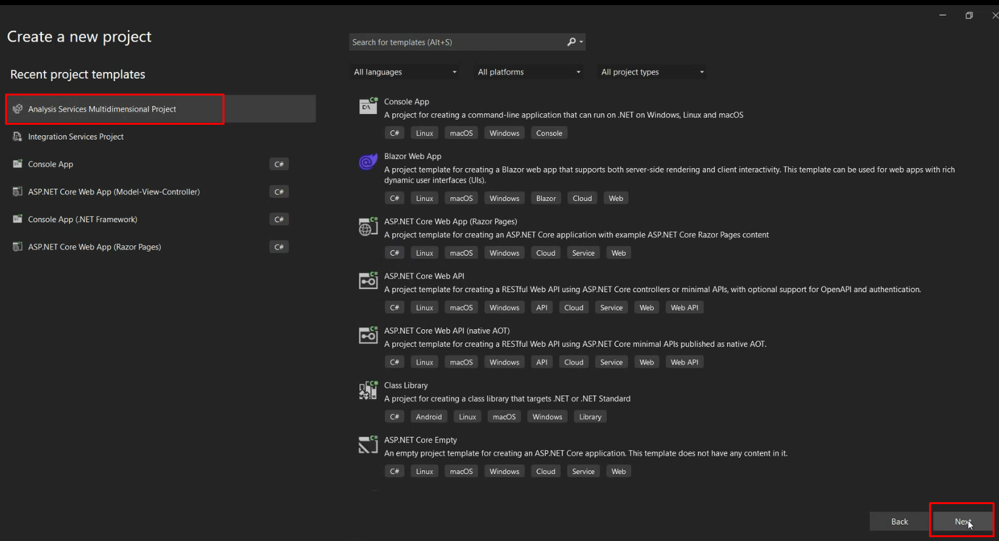 Create a new project
Recent project templates
Analysis Services Multidimensional Project
Integration Services Project
Console App C#
ASP.NET Core Web App (Model-View-Controller) C#
Console App (.NET Framework) C#
ASP.NET Core Web App (Razor Pages) C#
Search for templates (Alt+S)
All languages All platforms All project types
Console App
A project for creating a command-line application that can run on .NET on Windows, Linux and macOS
C# Linux macOS Windows Console
Blazor Web App
A project template for creating a Blazor web app that supports both server-side rendering and client interactivity. This template can be used for web apps with rich
dynamic user interfaces (UIs).
C# Linux macOS Windows Blazor Cloud Web
ASP.NET Core Web App (Razor Pages)
A project template for creating an ASP.NET Core application with example ASP.NET Core Razor Pages content
C# Linux macOS Windows Cloud Service Web
ASP.NET Core Web API
A project template for creating a RESTful Web API using ASP.NET Core controllers or minimal APIs, with optional support for OpenAPI and authentication.
C# Linux macOS Windows API Cloud Service Web Web API
ASP.NET Core Web API (native AOT)
A project template for creating a RESTful Web API using ASP.NET Core minimal APIs published as native AOT.
C# Linux macOS Windows API Cloud Service Web Web API
Class Library
A project for creating a class library that targets .NET or .NET Standard
C# Android Linux macOS Windows Library
ASP.NET Core Empty
An empty project template for creating an ASP.NET Core application. This template does not have any content in it.
C# Linux macOS Windows Cloud Service Web
Back Next